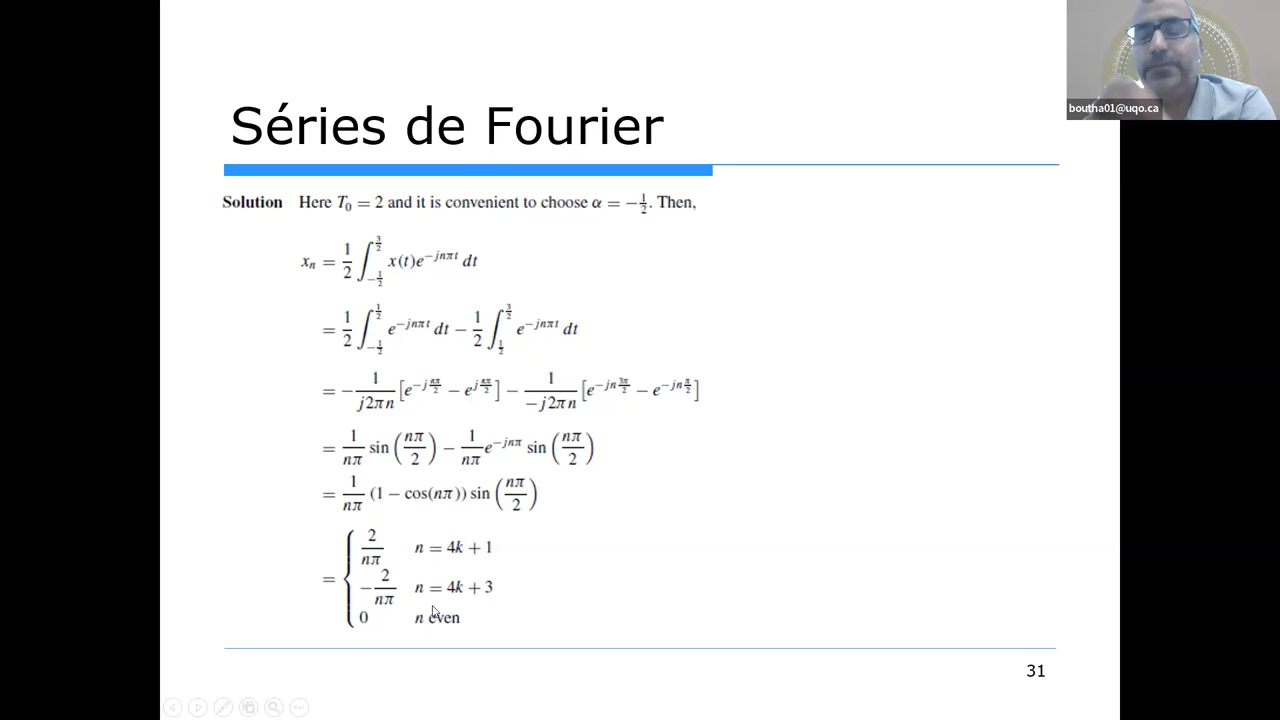 boutha01@uqo.ca
Séries de Fourier
Solution Here T₀ = 2 and it is convenient to choose α = −1/2. Then,
xₙ = 1/2 ∫_{−1/2}^{3/2} x(t)e^{−jnπt} dt
= 1/2 ∫_{−1/2}^{1/2} e^{−jnπt} dt − 1/2 ∫_{1/2}^{3/2} e^{−jnπt} dt
= − 1/(j2πn) [e^{−j nπ/2} − e^{j nπ/2}] − 1/(−j2πn) [e^{−jn 3π/2} − e^{−jn π/2}]
= 1/(nπ) sin (nπ/2) − 1/(nπ) e^{−jnπ} sin (nπ/2)
= 1/(nπ) (1 − cos(nπ)) sin (nπ/2)
= { 2/(nπ) n = 4k + 1
− 2/(nπ) n = 4k + 3
0 n even
31